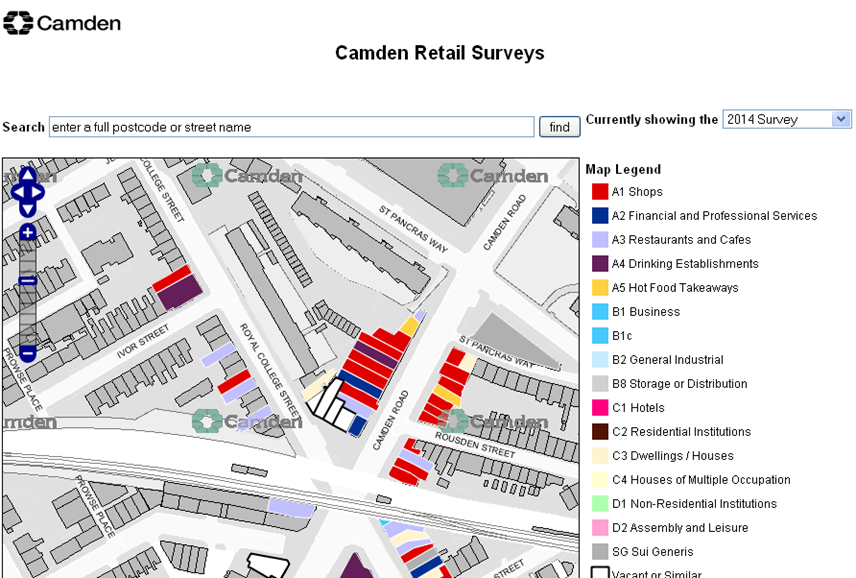 Camden
Camden Retail Surveys
Search
enter a full postcode or street name
find
Currently showing the
2014 Survey
Camden
Camden
COLLEGE STREET
ST PANCRAS WAY
CAMDEN ROAD
IVOR STREET
ROYAL COLLEGE STREET
PROWSE PLACE
ST PANCRAS WAY
CAMDEN ROAD
mden
Camden
Camden
ROUSDEN STREET
PROWSE PLACE
STREET
Map Legend
A1 Shops
A2 Financial and Professional Services
A3 Restaurants and Cafes
A4 Drinking Establishments
A5 Hot Food Takeaways
B1 Business
B1c
B2 General Industrial
B8 Storage or Distribution
C1 Hotels
C2 Residential Institutions
C3 Dwellings / Houses
C4 Houses of Multiple Occupation
D1 Non-Residential Institutions
D2 Assembly and Leisure
SG Sui Generis
Vacant or Similar